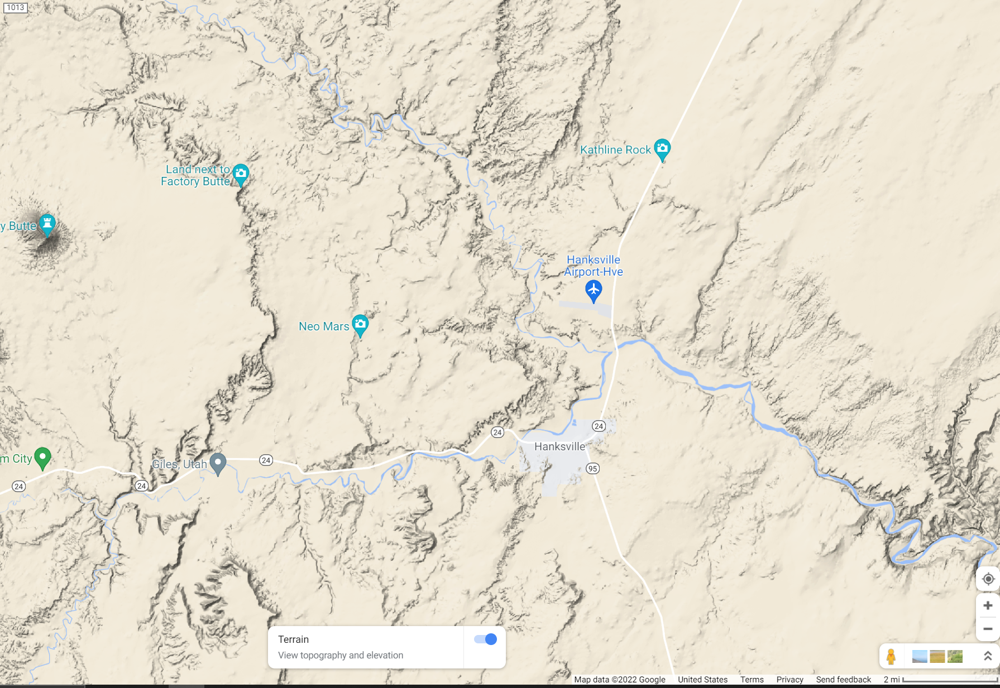 1013
Kathline Rock
Land next to
Factory Butte
y Butte
Hanksville
Airport-Hve
Neo Mars
24
24
Hanksville
m City
Giles, Utah
24
95
24
24
Terrain
View topography and elevation
Map data ©2022 Google United States Terms Privacy Send feedback 2 mi